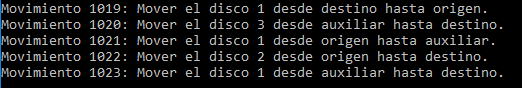 Movimiento 1019: Mover el disco 1 desde destino hasta origen.
Movimiento 1020: Mover el disco 3 desde auxiliar hasta destino.
Movimiento 1021: Mover el disco 1 desde origen hasta auxiliar.
Movimiento 1022: Mover el disco 2 desde origen hasta destino.
Movimiento 1023: Mover el disco 1 desde auxiliar hasta destino.